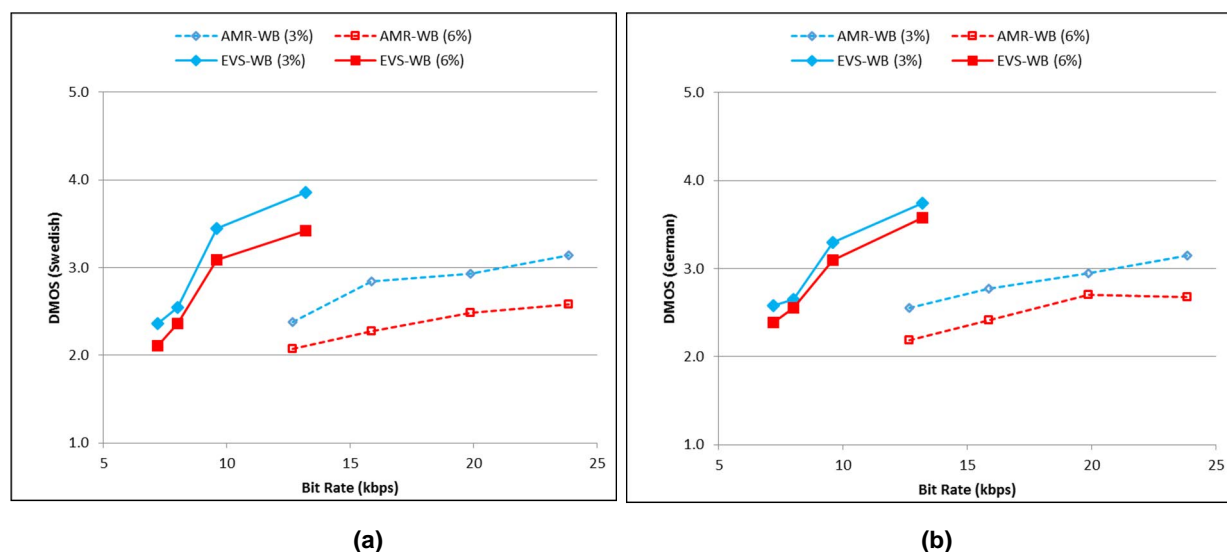 AMR-WB (3%) AMR-WB (6%)
EVS-WB (3%) EVS-WB (6%)
5.0
4.0
3.0
2.0
1.0
DMOS (Swedish)
5 10 15 20 25
Bit Rate (kbps)
(a)
AMR-WB (3%) AMR-WB (6%)
EVS-WB (3%) EVS-WB (6%)
5.0
4.0
3.0
2.0
1.0
DMOS (German)
5 10 15 20 25
Bit Rate (kbps)
(b)